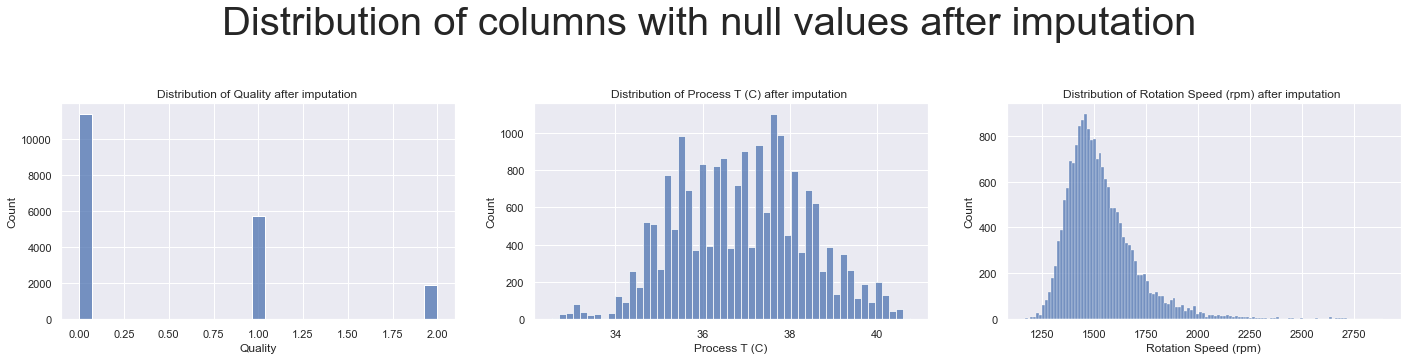 Distribution of columns with null values after imputation
Distribution of Quality after imputation
Count
10000
8000
6000
4000
2000
0
0.00 0.25 0.50 0.75 1.00 1.25 1.50 1.75 2.00
Quality
Distribution of Process T (C) after imputation
Count
1000
800
600
400
200
0
34 36 38 40
Process T (C)
Distribution of Rotation Speed (rpm) after imputation
Count
800
600
400
200
0
1250 1500 1750 2000 2250 2500 2750
Rotation Speed (rpm)